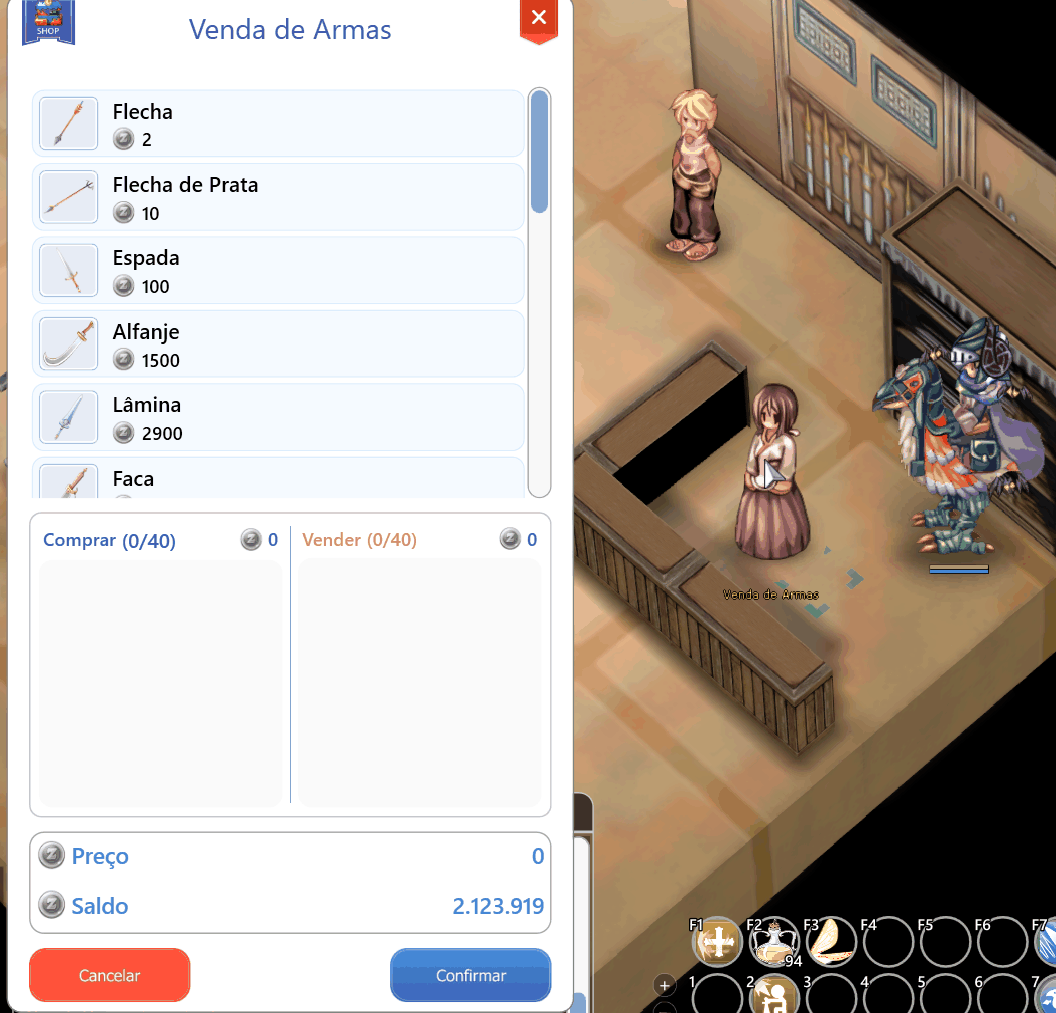 SHOP
Venda de Armas
Flecha
2
Flecha de Prata
10
Espada
100
Alfanje
1500
Lâmina
2900
Faca
Comprar (0/40)
0
Vender (0/40)
0
Preço
0
Saldo
2.123.919
Cancelar
Confirmar
Venda de Armas
F1 F2 F3 F4 F5 F6 F7
94
1 2 3 4 5 6 7